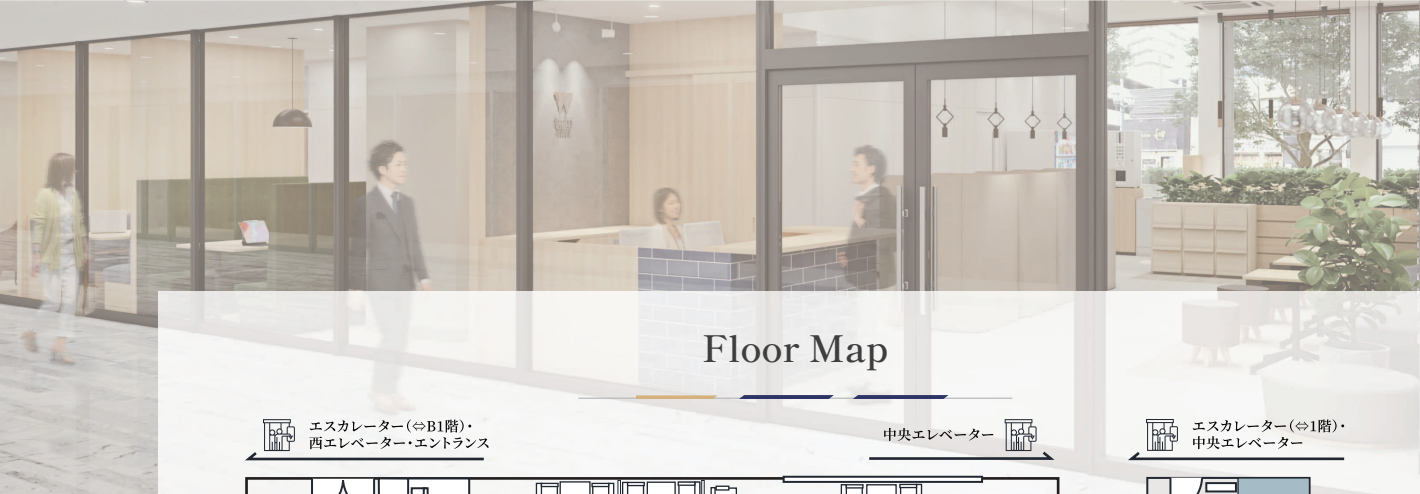 Floor Map
エスカレーター（⇔B1階）・
西エレベーター・エントランス
中央エレベーター
エスカレーター（⇔1階）・
中央エレベーター